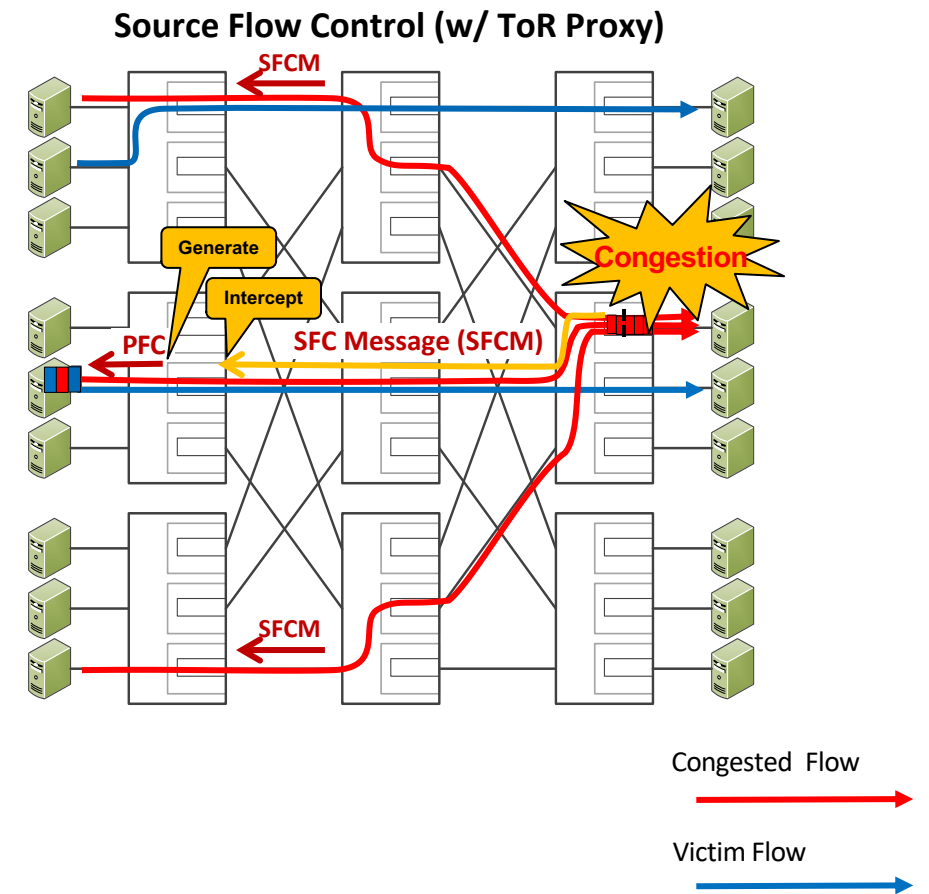 Source Flow Control (w/ ToR Proxy)
SFCM
Generate
Congestion
Intercept
PFC
SFC Message (SFCM)
SFCM
Congested Flow
Victim Flow